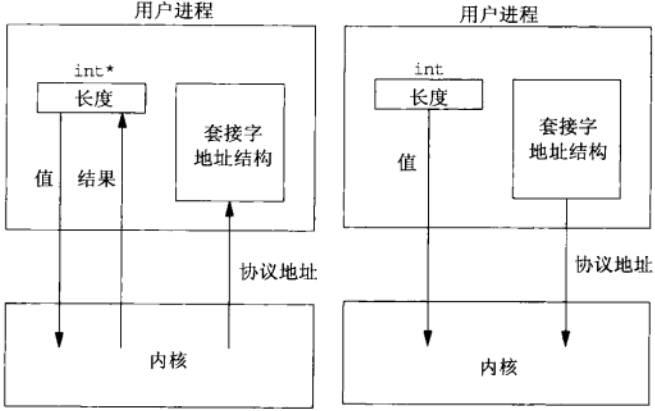 用户进程
int*
长度
套接字
地址结构
值
结果
协议地址
内核
用户进程
int
长度
套接字
地址结构
值
协议地址
内核